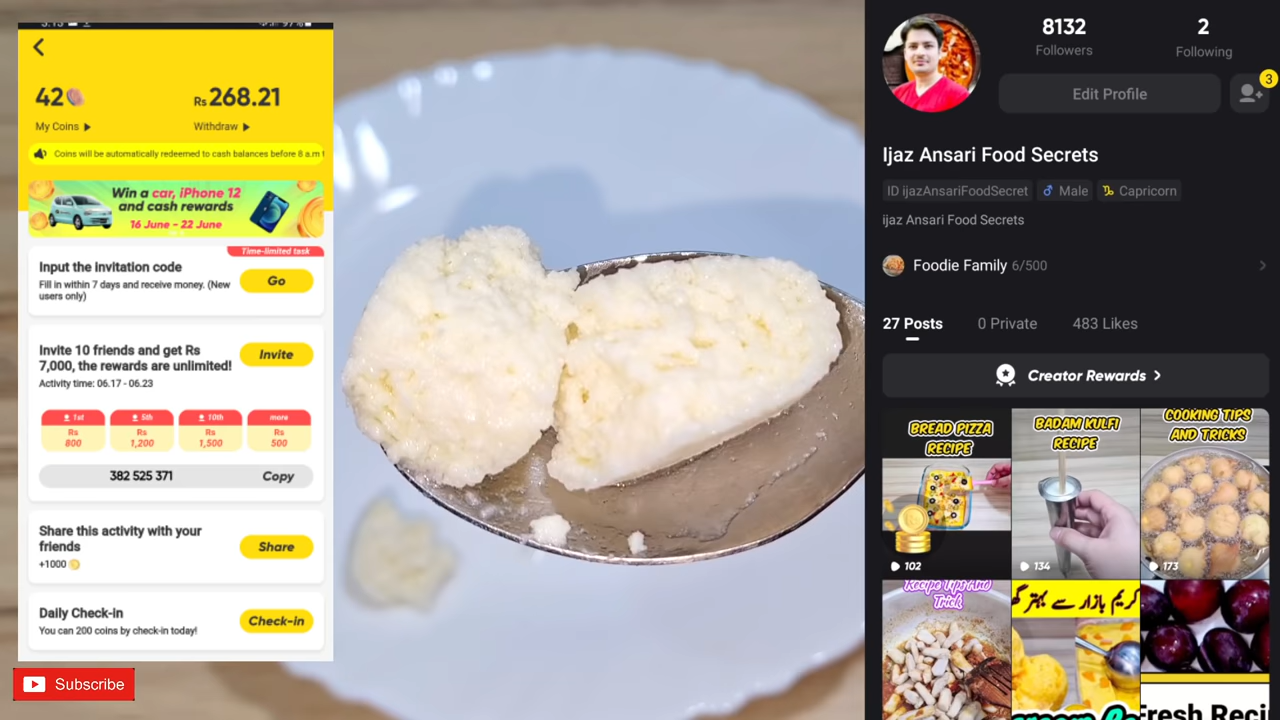 5:15
97%
42
Rs 268.21
My Coins
Withdraw
Coins will be automatically redeemed to cash balances before 8 a.m
Win a car, iPhone 12
and cash rewards
16 June - 22 June
Time-limited task
Input the invitation code
Fill in within 7 days and receive money. (New
users only)
Go
Invite 10 friends and get Rs
7,000, the rewards are unlimited!
Activity time: 06.17 - 06.23
Invite
1st
5th
10th
more
Rs
800
Rs
1,200
Rs
1,500
Rs
500
382 525 371
Copy
Share this activity with your
friends
+1000
Share
Daily Check-in
You can 200 coins by check-in today!
Check-in
Subscribe
8132
Followers
2
Following
Edit Profile
3
Ijaz Ansari Food Secrets
ID ijazAnsariFoodSecret
Male
Capricorn
ijaz Ansari Food Secrets
Foodie Family 6/500
27 Posts
0 Private
483 Likes
Creator Rewards
BREAD PIZZA
RECIPE
102
BADAM KULFI
RECIPE
134
COOKING TIPS
AND TRICKS
173
Recipe Tips And
Trick
کریم بازار سے بہتر گھ
Fresh Reci